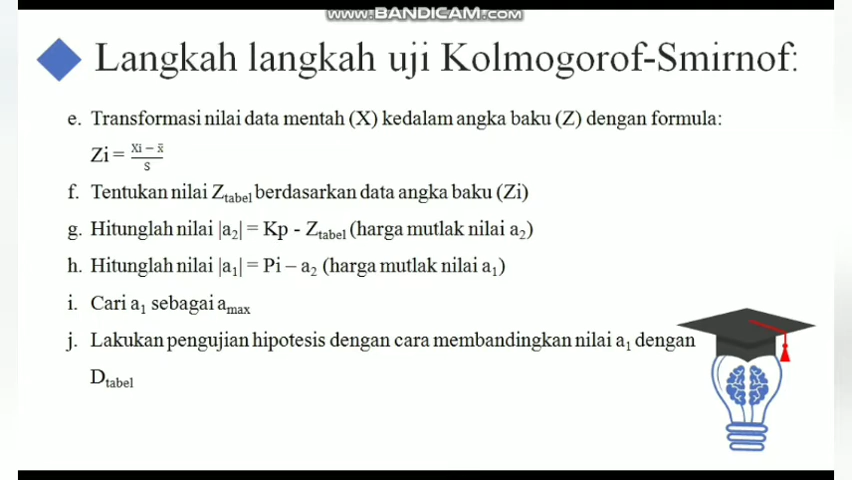 www.BANDICAM.com
Langkah langkah uji Kolmogorof-Smirnof:
e. Transformasi nilai data mentah (X) kedalam angka baku (Z) dengan formula:
Zi = (Xi – x̄)/S
f. Tentukan nilai Ztabel berdasarkan data angka baku (Zi)
g. Hitunglah nilai |a₂| = Kp - Ztabel (harga mutlak nilai a₂)
h. Hitunglah nilai |a₁| = Pi – a₂ (harga mutlak nilai a₁)
i. Cari a₁ sebagai amax
j. Lakukan pengujian hipotesis dengan cara membandingkan nilai a₁ dengan
Dtabel